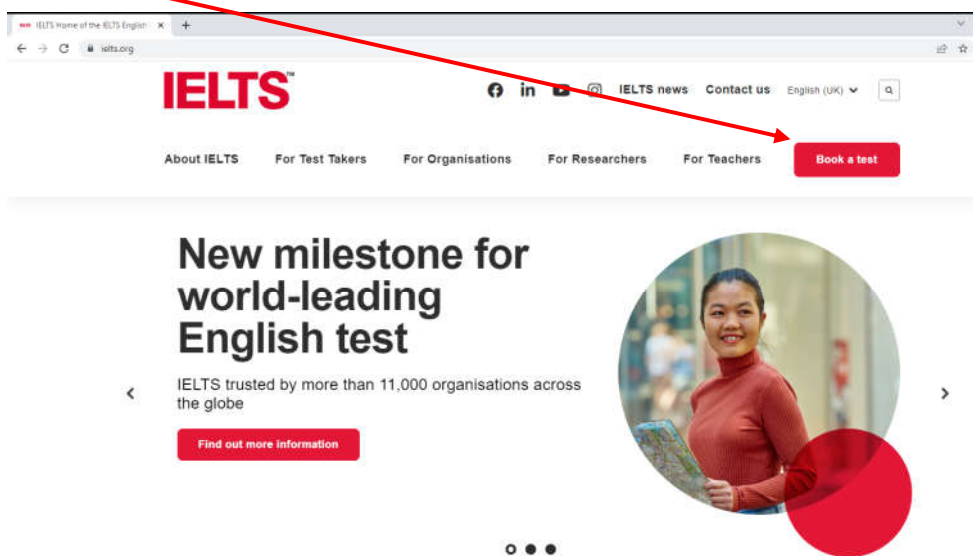 IELTS Home of the IELTS English
ielts.org
IELTS™
IELTS news Contact us English (UK)
About IELTS For Test Takers For Organisations For Researchers For Teachers Book a test
New milestone for
world-leading
English test
IELTS trusted by more than 11,000 organisations across
the globe
Find out more information